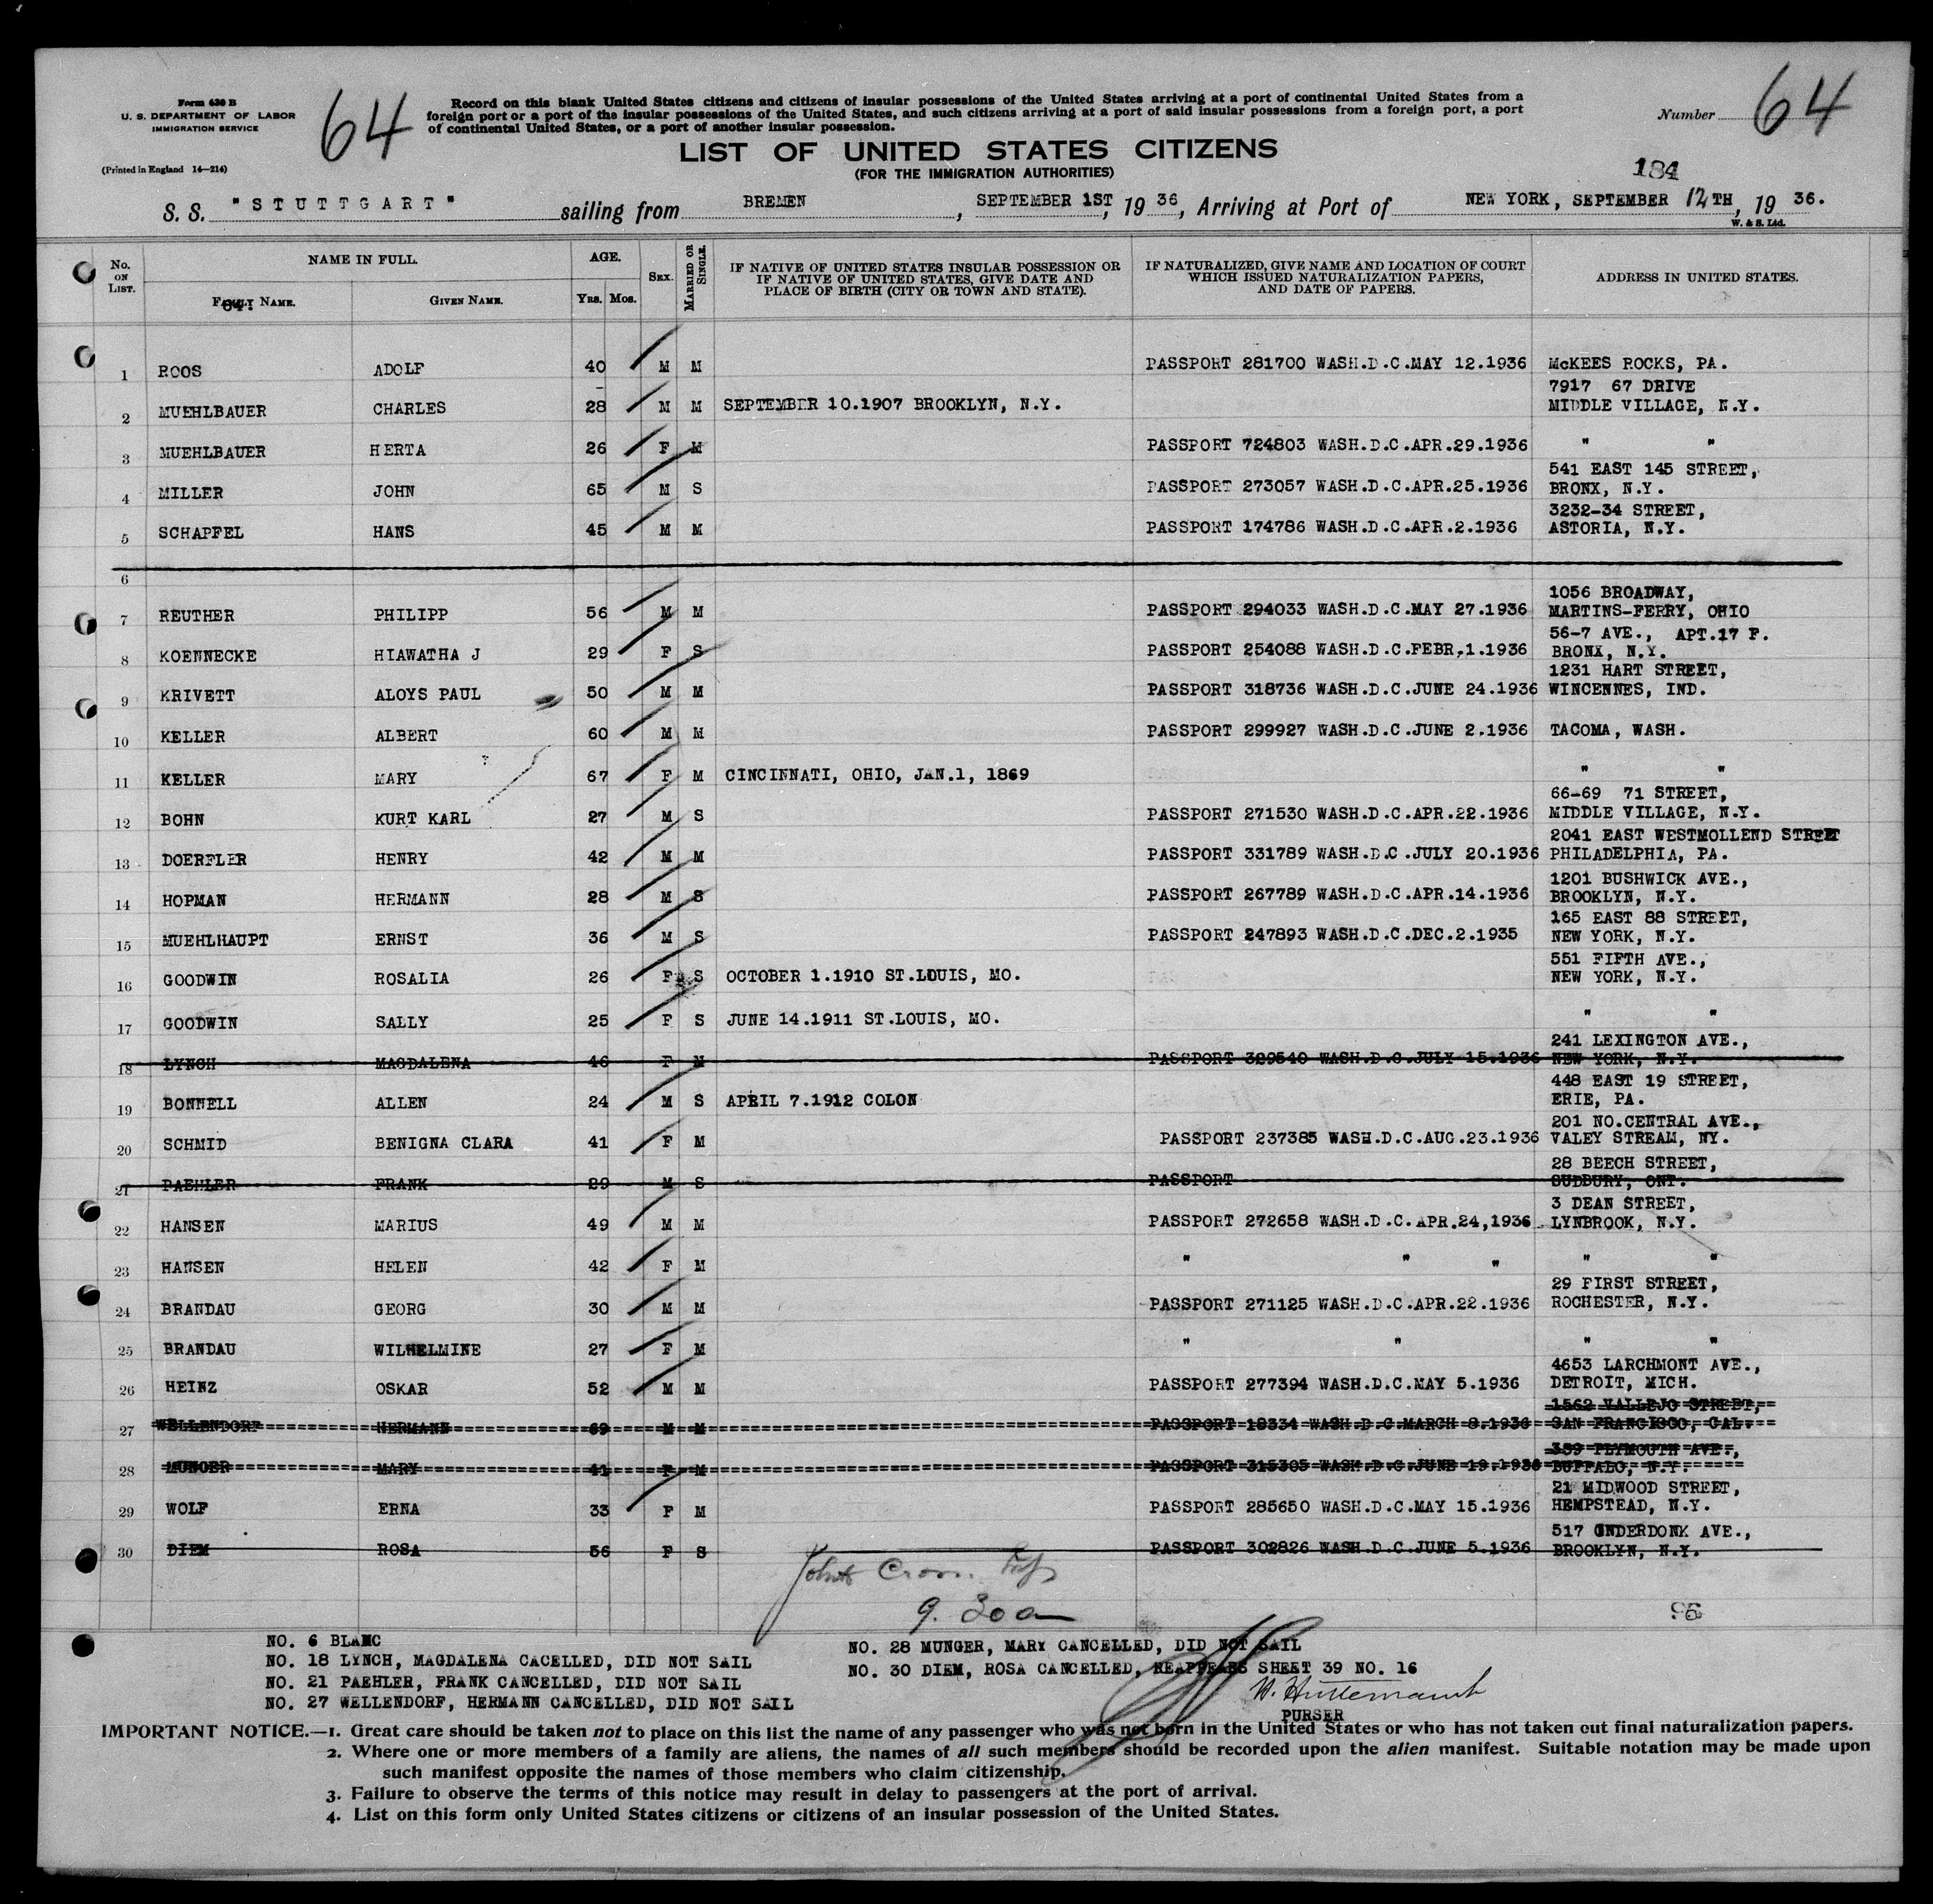 Form 630 B
U. S. DEPARTMENT OF LABOR
IMMIGRATION SERVICE
(Printed in England 14—214)
64
Record on this blank United States citizens and citizens of insular possessions of the United States arriving at a port of continental United States from a
foreign port or a port of the insular possessions of the United States, and such citizens arriving at a port of said insular possessions from a foreign port, a port
of continental United States, or a port of another insular possession.
Number 64
LIST OF UNITED STATES CITIZENS
(FOR THE IMMIGRATION AUTHORITIES)
184
S. S. "STUTTGART" sailing from BREMEN, SEPTEMBER 1ST, 19 36, Arriving at Port of NEW YORK, SEPTEMBER 12TH, 19 36.
W. & S. Ltd.
No. ON LIST. NAME IN FULL. FAMILY NAME. GIVEN NAME. AGE. Yrs. Mos. SEX. MARRIED OR SINGLE. IF NATIVE OF UNITED STATES INSULAR POSSESSION OR IF NATIVE OF UNITED STATES, GIVE DATE AND PLACE OF BIRTH (CITY OR TOWN AND STATE). IF NATURALIZED, GIVE NAME AND LOCATION OF COURT WHICH ISSUED NATURALIZATION PAPERS, AND DATE OF PAPERS. ADDRESS IN UNITED STATES.
64.
1 ROOS ADOLF 40 M M PASSPORT 281700 WASH.D.C.MAY 12.1936 McKEES ROCKS, PA.
7917 67 DRIVE
2 MUEHLBAUER CHARLES 28 M M SEPTEMBER 10.1907 BROOKLYN, N.Y. MIDDLE VILLAGE, N.Y.
3 MUEHLBAUER HERTA 26 F M PASSPORT 724803 WASH.D.C.APR.29.1936 " "
541 EAST 145 STREET,
4 MILLER JOHN 65 M S PASSPORT 273057 WASH.D.C.APR.25.1936 BRONX, N.Y.
3232-34 STREET,
5 SCHAPFEL HANS 45 M M PASSPORT 174786 WASH.D.C.APR.2.1936 ASTORIA, N.Y.
6
1056 BROADWAY,
7 REUTHER PHILIPP 56 M M PASSPORT 294033 WASH.D.C.MAY 27.1936 MARTINS-FERRY, OHIO
56-7 AVE., APT.17 F.
8 KOENNECKE HIAWATHA J 29 F S PASSPORT 254088 WASH.D.C.FEBR.1.1936 BRONX, N.Y.
1231 HART STREET,
9 KRIVETT ALOYS PAUL 50 M M PASSPORT 318736 WASH.D.C.JUNE 24.1936 WINCENNES, IND.
10 KELLER ALBERT 60 M M PASSPORT 299927 WASH.D.C.JUNE 2.1936 TACOMA, WASH.
11 KELLER MARY 67 F M CINCINNATI, OHIO, JAN.1, 1869 " "
66-69 71 STREET,
12 BOHN KURT KARL 27 M S PASSPORT 271530 WASH.D.C.APR.22.1936 MIDDLE VILLAGE, N.Y.
2041 EAST WESTMOLLEND STREET
13 DOERFLER HENRY 42 M M PASSPORT 331789 WASH.D.C.JULY 20.1936 PHILADELPHIA, PA.
1201 BUSHWICK AVE.,
14 HOPMAN HERMANN 28 M S PASSPORT 267789 WASH.D.C.APR.14.1936 BROOKLYN, N.Y.
165 EAST 88 STREET,
15 MUEHLHAUPT ERNST 36 M S PASSPORT 247893 WASH.D.C.DEC.2.1935 NEW YORK, N.Y.
551 FIFTH AVE.,
16 GOODWIN ROSALIA 26 F S OCTOBER 1.1910 ST.LOUIS, MO. NEW YORK, N.Y.
17 GOODWIN SALLY 25 F S JUNE 14.1911 ST.LOUIS, MO. " "
241 LEXINGTON AVE.,
18 LYNCH MAGDALENA 46 F M PASSPORT 329540 WASH.D.C.JULY 15.1936 NEW YORK, N.Y.
448 EAST 19 STREET,
19 BONNELL ALLEN 24 M S APRIL 7.1912 COLON ERIE, PA.
201 NO.CENTRAL AVE.,
20 SCHMID BENIGNA CLARA 41 F M PASSPORT 237385 WASH.D.C.AUG.23.1936 VALEY STREAM, NY.
28 BEECH STREET,
21 PAEHLER FRANK 29 M S PASSPORT SUDBURY, ONT.
3 DEAN STREET,
22 HANSEN MARIUS 49 M M PASSPORT 272658 WASH.D.C.APR.24,1936 LYNBROOK, N.Y.
23 HANSEN HELEN 42 F M " " " " "
29 FIRST STREET,
24 BRANDAU GEORG 30 M M PASSPORT 271125 WASH.D.C.APR.22.1936 ROCHESTER, N.Y.
25 BRANDAU WILHELMINE 27 F M " " " "
4653 LARCHMONT AVE.,
26 HEINZ OSKAR 52 M M PASSPORT 277394 WASH.D.C.MAY 5.1936 DETROIT, MICH.
1562 VALLEJO STREET,
27 WELLENDORF HERMANN 69 M M PASSPORT 18334 WASH.D.C.MARCH 8.1936 SAN FRANCISCO, CAL.
389 PLYMOUTH AVE.,
28 MUNGER MARY 41 F M PASSPORT 315305 WASH.D.C.JUNE 19.1936 BUFFALO, N.Y.
21 MIDWOOD STREET,
29 WOLF ERNA 33 F M PASSPORT 285650 WASH.D.C.MAY 15.1936 HEMPSTEAD, N.Y.
517 ONDERDONK AVE.,
30 DIEM ROSA 56 F S PASSPORT 302826 WASH.D.C.JUNE 5.1936 BROOKLYN, N.Y.
9.30 a
96
NO. 6 BLANC
NO. 18 LYNCH, MAGDALENA CACELLED, DID NOT SAIL
NO. 21 PAEHLER, FRANK CANCELLED, DID NOT SAIL
NO. 27 WELLENDORF, HERMANN CANCELLED, DID NOT SAIL
NO. 28 MUNGER, MARY CANCELLED, DID NOT SAIL
NO. 30 DIEM, ROSA CANCELLED, REAPPEARS SHEET 39 NO. 16
PURSER
IMPORTANT NOTICE.—1. Great care should be taken not to place on this list the name of any passenger who was not born in the United States or who has not taken out final naturalization papers.
2. Where one or more members of a family are aliens, the names of all such members should be recorded upon the alien manifest. Suitable notation may be made upon
such manifest opposite the names of those members who claim citizenship.
3. Failure to observe the terms of this notice may result in delay to passengers at the port of arrival.
4. List on this form only United States citizens or citizens of an insular possession of the United States.